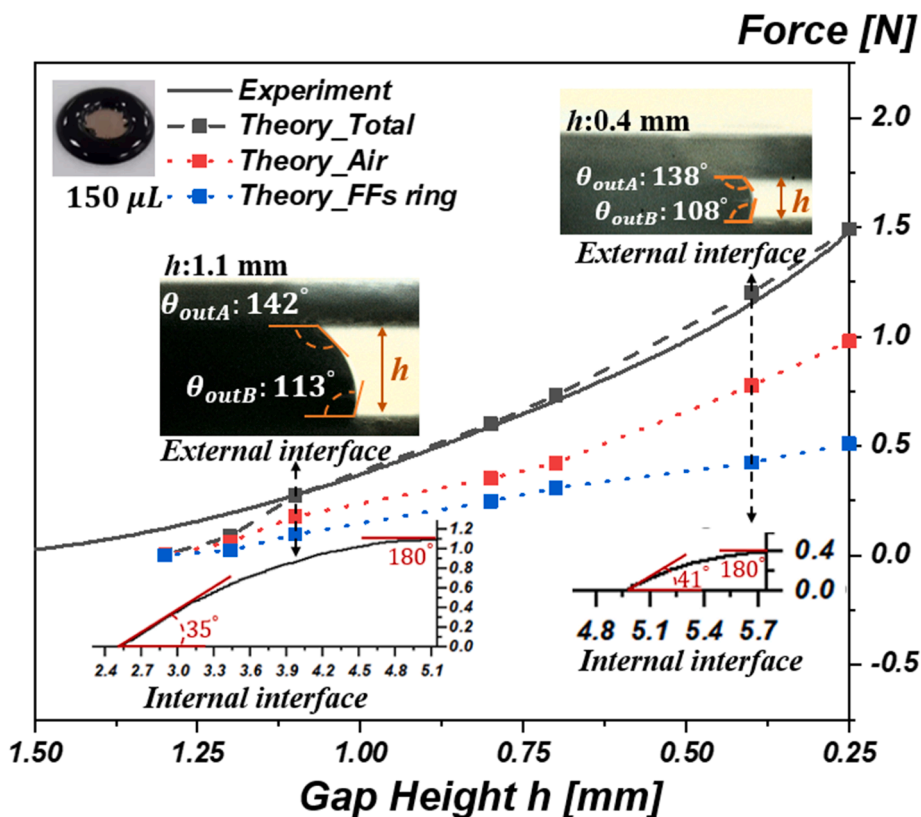 Force [N]
Experiment
Theory_Total
Theory_Air
Theory_FFs ring
150 μL
h:0.4 mm
θoutA: 138°
θoutB: 108°
h
External interface
h:1.1 mm
θoutA: 142°
θoutB: 113°
h
External interface
2.0
1.5
1.0
0.5
0.0
-0.5
1.2
1.0
0.8
0.6
0.4
0.2
0.0
180°
35°
2.4 2.7 3.0 3.3 3.6 3.9 4.2 4.5 4.8 5.1
Internal interface
41° 180°
0.4
0.0
4.8 5.1 5.4 5.7
Internal interface
1.50 1.25 1.00 0.75 0.50 0.25
Gap Height h [mm]